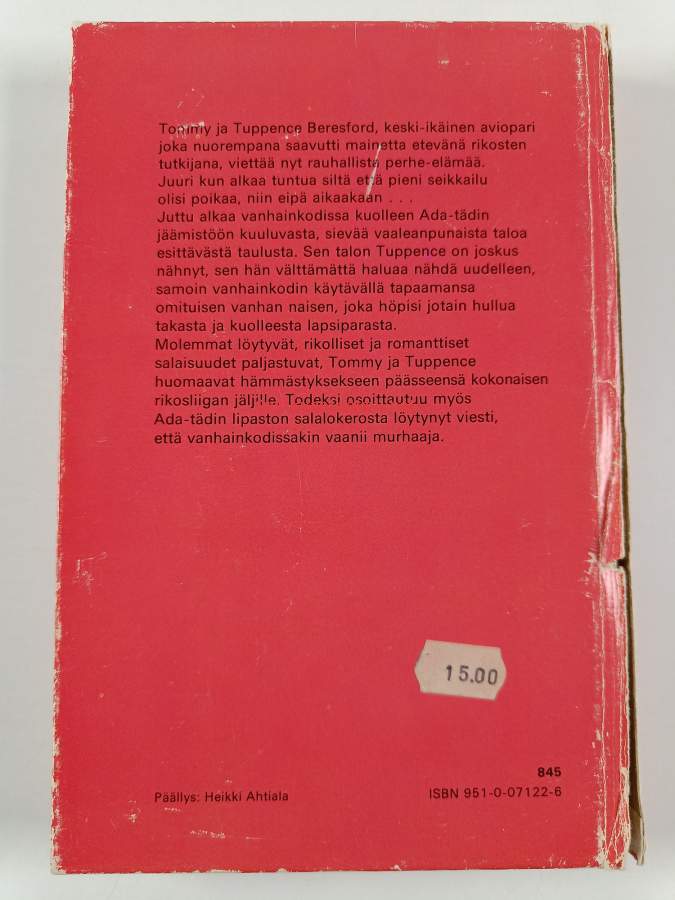 Tommy ja Tuppence Beresford, keski-ikäinen aviopari
joka nuorempana saavutti mainetta etevänä rikosten
tutkijana, viettää nyt rauhallista perhe-elämää.
Juuri kun alkaa tuntua siltä että pieni seikkailu
olisi poikaa, niin eipä aikaakaan . . .
Juttu alkaa vanhainkodissa kuolleen Ada-tädin
jäämistöön kuuluvasta, sievää vaaleanpunaista taloa
esittävästä taulusta. Sen talon Tuppence on joskus
nähnyt, sen hän välttämättä haluaa nähdä uudelleen,
samoin vanhainkodin käytävällä tapaamansa
omituisen vanhan naisen, joka höpisi jotain hullua
takasta ja kuolleesta lapsiparasta.
Molemmat löytyvät, rikolliset ja romanttiset
salaisuudet paljastuvat, Tommy ja Tuppence
huomaavat hämmästyksekseen päässeensä kokonaisen
rikosliigan jäljille. Todeksi osoittautuu myös
Ada-tädin lipaston salalokerosta löytynyt viesti,
että vanhainkodissakin vaanii murhaaja.
15.00
845
Päällys: Heikki Ahtiala
ISBN 951-0-07122-6